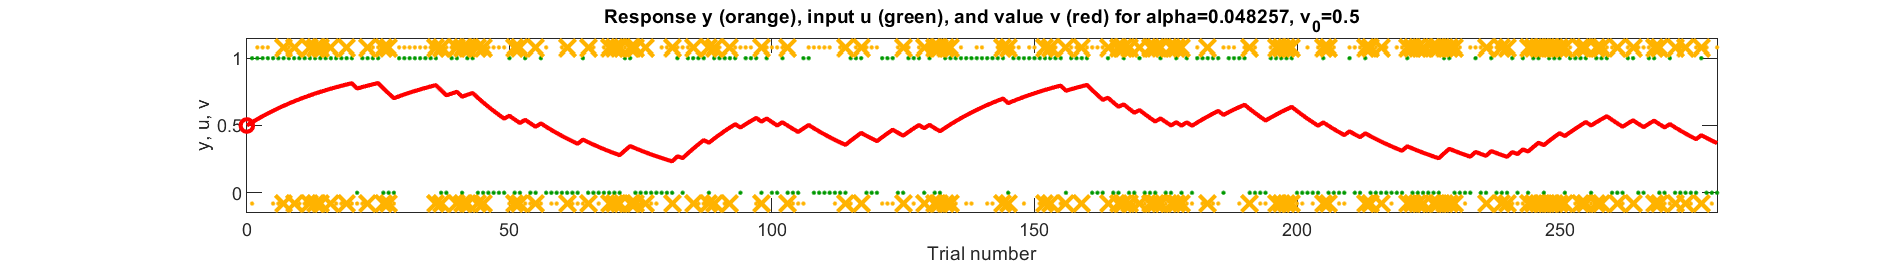 Response y (orange), input u (green), and value v (red) for alpha=0.048257, v0=0.5
1
0.5
0
y, u, v
0 50 100 150 200 250
Trial number